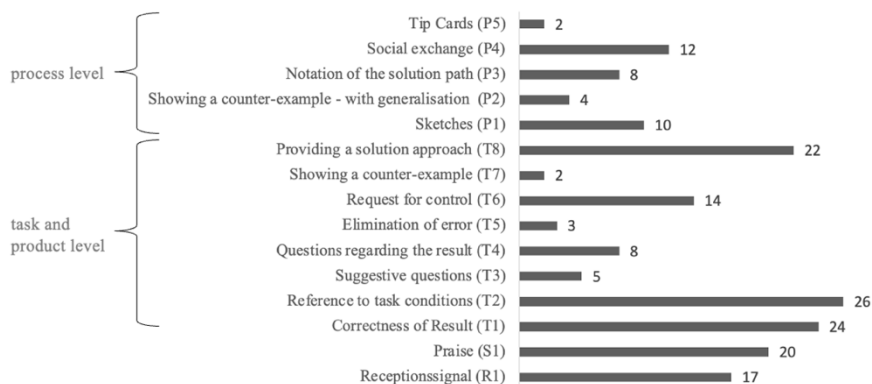 Tip Cards (P5) 2
Social exchange (P4) 12
process level
Notation of the solution path (P3) 8
Showing a counter-example - with generalisation (P2) 4
Sketches (P1) 10
Providing a solution approach (T8) 22
Showing a counter-example (T7) 2
Request for control (T6) 14
task and
product level
Elimination of error (T5) 3
Questions regarding the result (T4) 8
Suggestive questions (T3) 5
Reference to task conditions (T2) 26
Correctness of Result (T1) 24
Praise (S1) 20
Receptionssignal (R1) 17